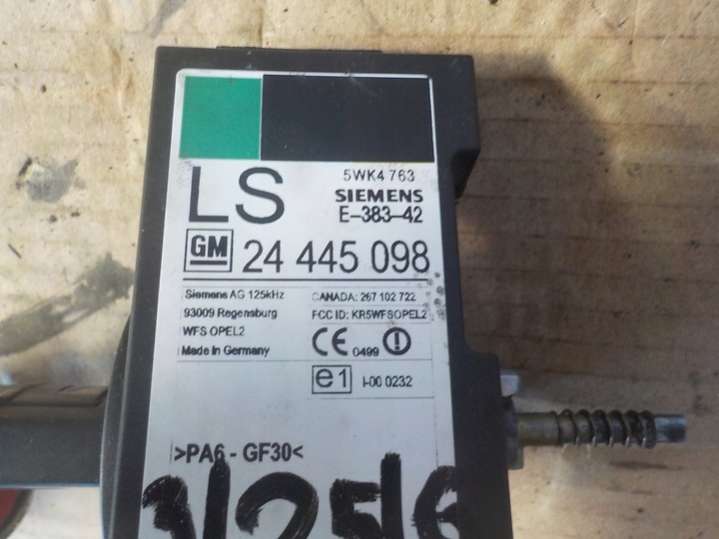 LS
5WK4 763
SIEMENS
E-383-42
GM 24 445 098
Siemens AG 125kHz
93009 Regensburg
WFS OPEL2
Made in Germany
CANADA: 267 102 722
FCC ID: KR5WFSOPEL2
CE 0499
e1 I-00 0232
>PA6 - GF30<